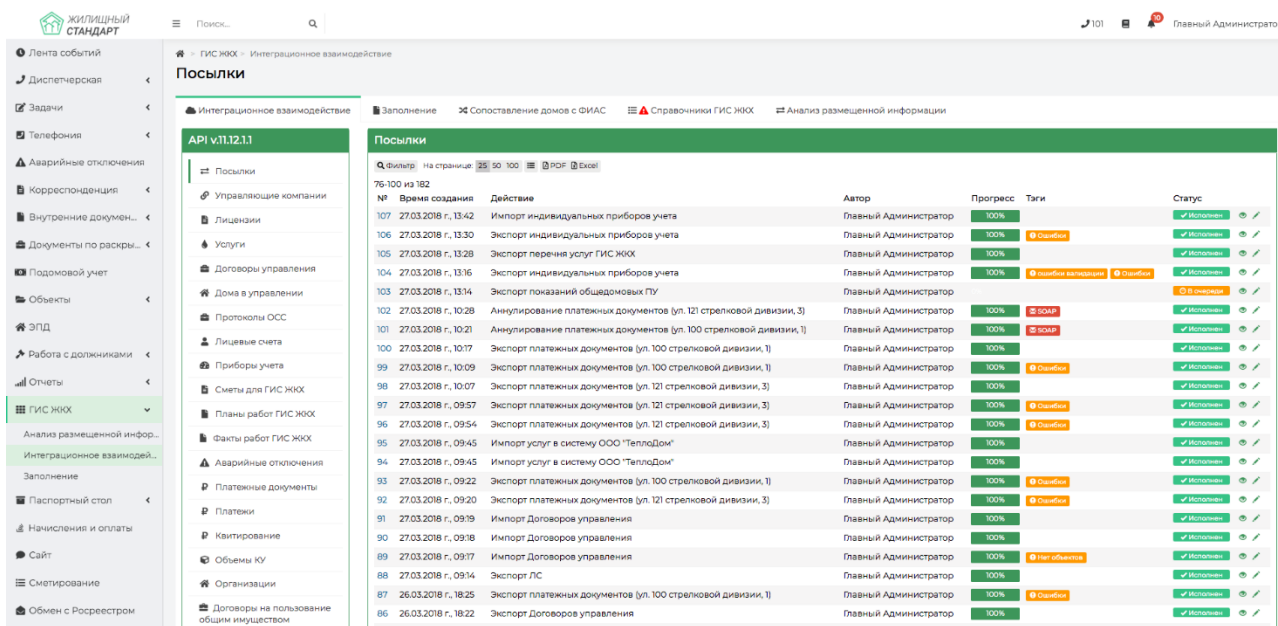 ЖИЛИЩНЫЙ
СТАНДАРТ
Поиск...
101
10
Главный Администрато
Лента событий
Диспетчерская
Задачи
Телефония
Аварийные отключения
Корреспонденция
Внутренние докумен...
Документы по раскры...
Подомовой учет
Объекты
ЭПД
Работа с должниками
Отчеты
ГИС ЖКХ
Анализ размещенной инфор...
Интеграционное взаимодей...
Заполнение
Паспортный стол
Начисления и оплаты
Сайт
Сметирование
Обмен с Росреестром
> ГИС ЖКХ > Интеграционное взаимодействие
Посылки
Интеграционное взаимодействие Заполнение Сопоставление домов с ФИАС Справочники ГИС ЖКХ Анализ размещенной информации
API v.11.12.1.1
Посылки
Управляющие компании
Лицензии
Услуги
Договоры управления
Дома в управлении
Протоколы ОСС
Лицевые счета
Приборы учета
Сметы для ГИС ЖКХ
Планы работ ГИС ЖКХ
Факты работ ГИС ЖКХ
Аварийные отключения
Платежные документы
Платежи
Квитирование
Объемы КУ
Организации
Договоры на пользование
общим имуществом
Посылки
Фильтр На странице: 25 50 100 PDF Excel
76-100 из 182
№ Время создания Действие Автор Прогресс Тэги Статус
107 27.03.2018 г., 13:42 Импорт индивидуальных приборов учета Главный Администратор 100% Исполнен
106 27.03.2018 г., 13:30 Экспорт индивидуальных приборов учета Главный Администратор 100% Ошибки Исполнен
105 27.03.2018 г., 13:28 Экспорт перечня услуг ГИС ЖКХ Главный Администратор 100% Исполнен
104 27.03.2018 г., 13:16 Экспорт индивидуальных приборов учета Главный Администратор 100% ошибки валидации Ошибки Исполнен
103 27.03.2018 г., 13:14 Экспорт показаний общедомовых ПУ Главный Администратор В очереди
102 27.03.2018 г., 10:28 Аннулирование платежных документов (ул. 121 стрелковой дивизии, 3) Главный Администратор 100% SOAP Исполнен
101 27.03.2018 г., 10:21 Аннулирование платежных документов (ул. 100 стрелковой дивизии, 1) Главный Администратор 100% SOAP Исполнен
100 27.03.2018 г., 10:17 Экспорт платежных документов (ул. 100 стрелковой дивизии, 1) Главный Администратор 100% Исполнен
99 27.03.2018 г., 10:09 Экспорт платежных документов (ул. 100 стрелковой дивизии, 1) Главный Администратор 100% Ошибки Исполнен
98 27.03.2018 г., 10:07 Экспорт платежных документов (ул. 121 стрелковой дивизии, 3) Главный Администратор 100% Исполнен
97 27.03.2018 г., 09:57 Экспорт платежных документов (ул. 121 стрелковой дивизии, 3) Главный Администратор 100% Ошибки Исполнен
96 27.03.2018 г., 09:54 Экспорт платежных документов (ул. 121 стрелковой дивизии, 3) Главный Администратор 100% Ошибки Исполнен
95 27.03.2018 г., 09:45 Импорт услуг в систему ООО "ТеплоДом" Главный Администратор 100% Исполнен
94 27.03.2018 г., 09:45 Импорт услуг в систему ООО "ТеплоДом" Главный Администратор 100% Исполнен
93 27.03.2018 г., 09:22 Экспорт платежных документов (ул. 100 стрелковой дивизии, 1) Главный Администратор 100% Ошибки Исполнен
92 27.03.2018 г., 09:20 Экспорт платежных документов (ул. 121 стрелковой дивизии, 3) Главный Администратор 100% Ошибки Исполнен
91 27.03.2018 г., 09:19 Импорт Договоров управления Главный Администратор 100% Исполнен
90 27.03.2018 г., 09:18 Импорт Договоров управления Главный Администратор 100% Исполнен
89 27.03.2018 г., 09:17 Импорт Договоров управления Главный Администратор 100% Нет объектов Исполнен
88 27.03.2018 г., 09:14 Экспорт ЛС Главный Администратор 100% Исполнен
87 26.03.2018 г., 18:25 Экспорт платежных документов (ул. 100 стрелковой дивизии, 1) Главный Администратор 100% Ошибки Исполнен
86 26.03.2018 г., 18:22 Экспорт Договоров управления Главный Администратор 100% Исполнен